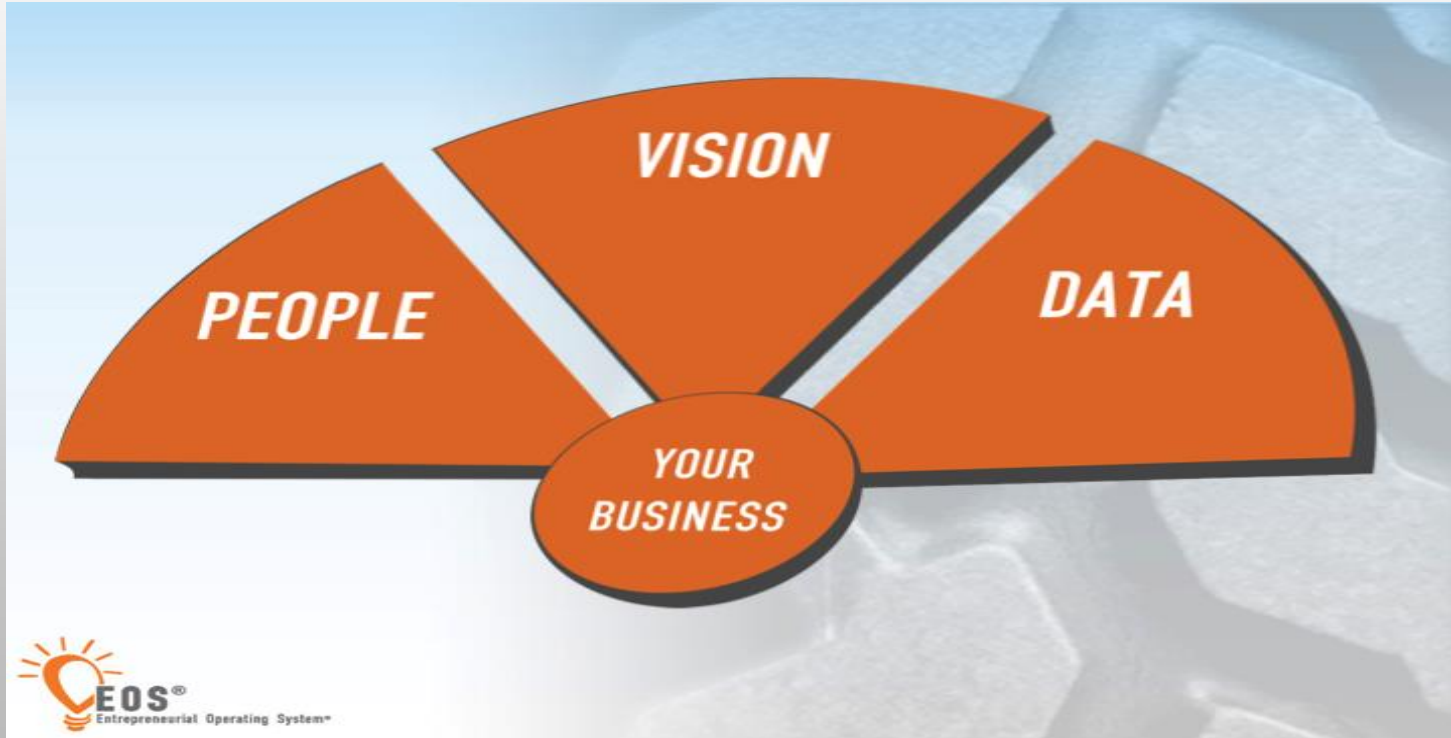 VISION
PEOPLE
DATA
YOUR
BUSINESS
EOS®
Entrepreneurial Operating System™